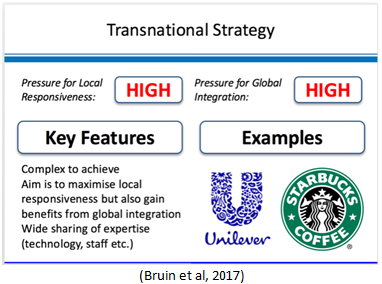 Transnational Strategy
Pressure for Local
Responsiveness:
HIGH
Pressure for Global
Integration:
HIGH
Key Features
Examples
Complex to achieve
Aim is to maximise local
responsiveness but also gain
benefits from global integration
Wide sharing of expertise
(technology, staff etc.)
Unilever
STARBUCKS
COFFEE
®
(Bruin et al, 2017)